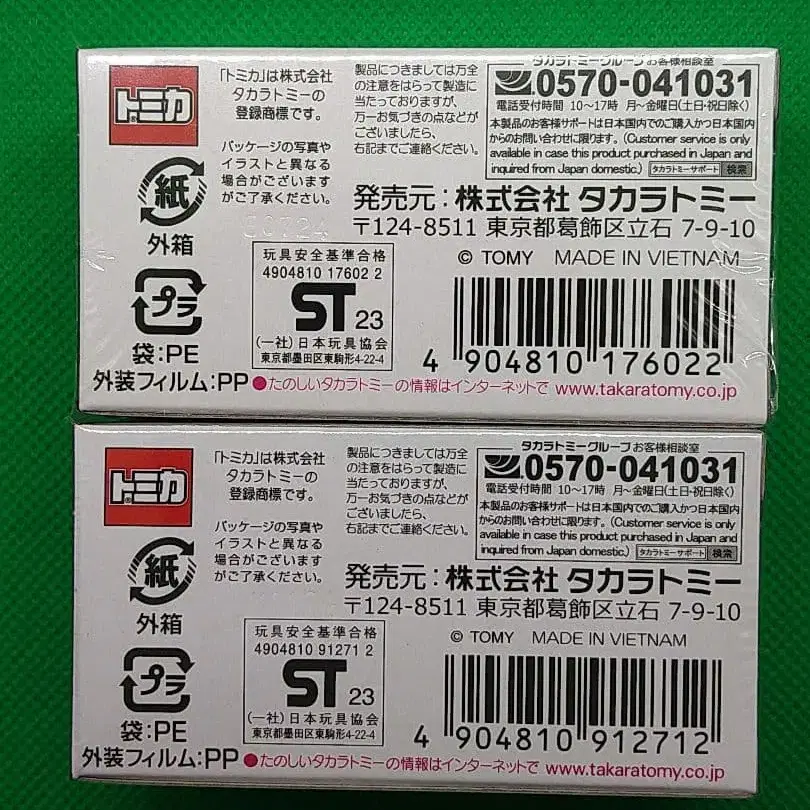 トミカ
「トミカ」は株式会社
タカラトミーの
登録商標です。
パッケージの写真や
イラストと異なる
場合がございます
がご了承ください。
製品につきましては万全
の注意をはらって製造に
当たっておりますが、
万一お気づきの点などが
ございましたら、
右記までご連絡ください。
タカラトミーグループ お客様相談室
0570-041031
電話受付時間 10〜17時 月〜金曜日(土日・祝日除く)
本製品のお客様サポートは日本国内でのご購入かつ日本国内
からのお問い合わせに限ります。(Customer service is only
available in case this product purchased in Japan and
inquired from Japan domestic.) タカラトミーサポート 検索
発売元:株式会社 タカラトミー
〒124-8511 東京都葛飾区立石 7-9-10
© TOMY MADE IN VIETNAM
紙
外箱
プラ
袋:PE
外装フィルム:PP
玩具安全基準合格
4904810 17602 2
ST 23
(一社)日本玩具協会
東京都墨田区東駒形4-22-4
4 904810 176022
●たのしいタカラトミーの情報はインターネットで www.takaratomy.co.jp
トミカ
「トミカ」は株式会社
タカラトミーの
登録商標です。
パッケージの写真や
イラストと異なる
場合がございます
がご了承ください。
製品につきましては万全
の注意をはらって製造に
当たっておりますが、
万一お気づきの点などが
ございましたら、
右記までご連絡ください。
タカラトミーグループ お客様相談室
0570-041031
電話受付時間 10〜17時 月〜金曜日(土日・祝日除く)
本製品のお客様サポートは日本国内でのご購入かつ日本国内
からのお問い合わせに限ります。(Customer service is only
available in case this product purchased in Japan and
inquired from Japan domestic.) タカラトミーサポート 検索
発売元:株式会社 タカラトミー
〒124-8511 東京都葛飾区立石 7-9-10
© TOMY MADE IN VIETNAM
紙
外箱
プラ
袋:PE
外装フィルム:PP
玩具安全基準合格
4904810 91271 2
ST 23
(一社)日本玩具協会
東京都墨田区東駒形4-22-4
4 904810 912712
●たのしいタカラトミーの情報はインターネットで www.takaratomy.co.jp